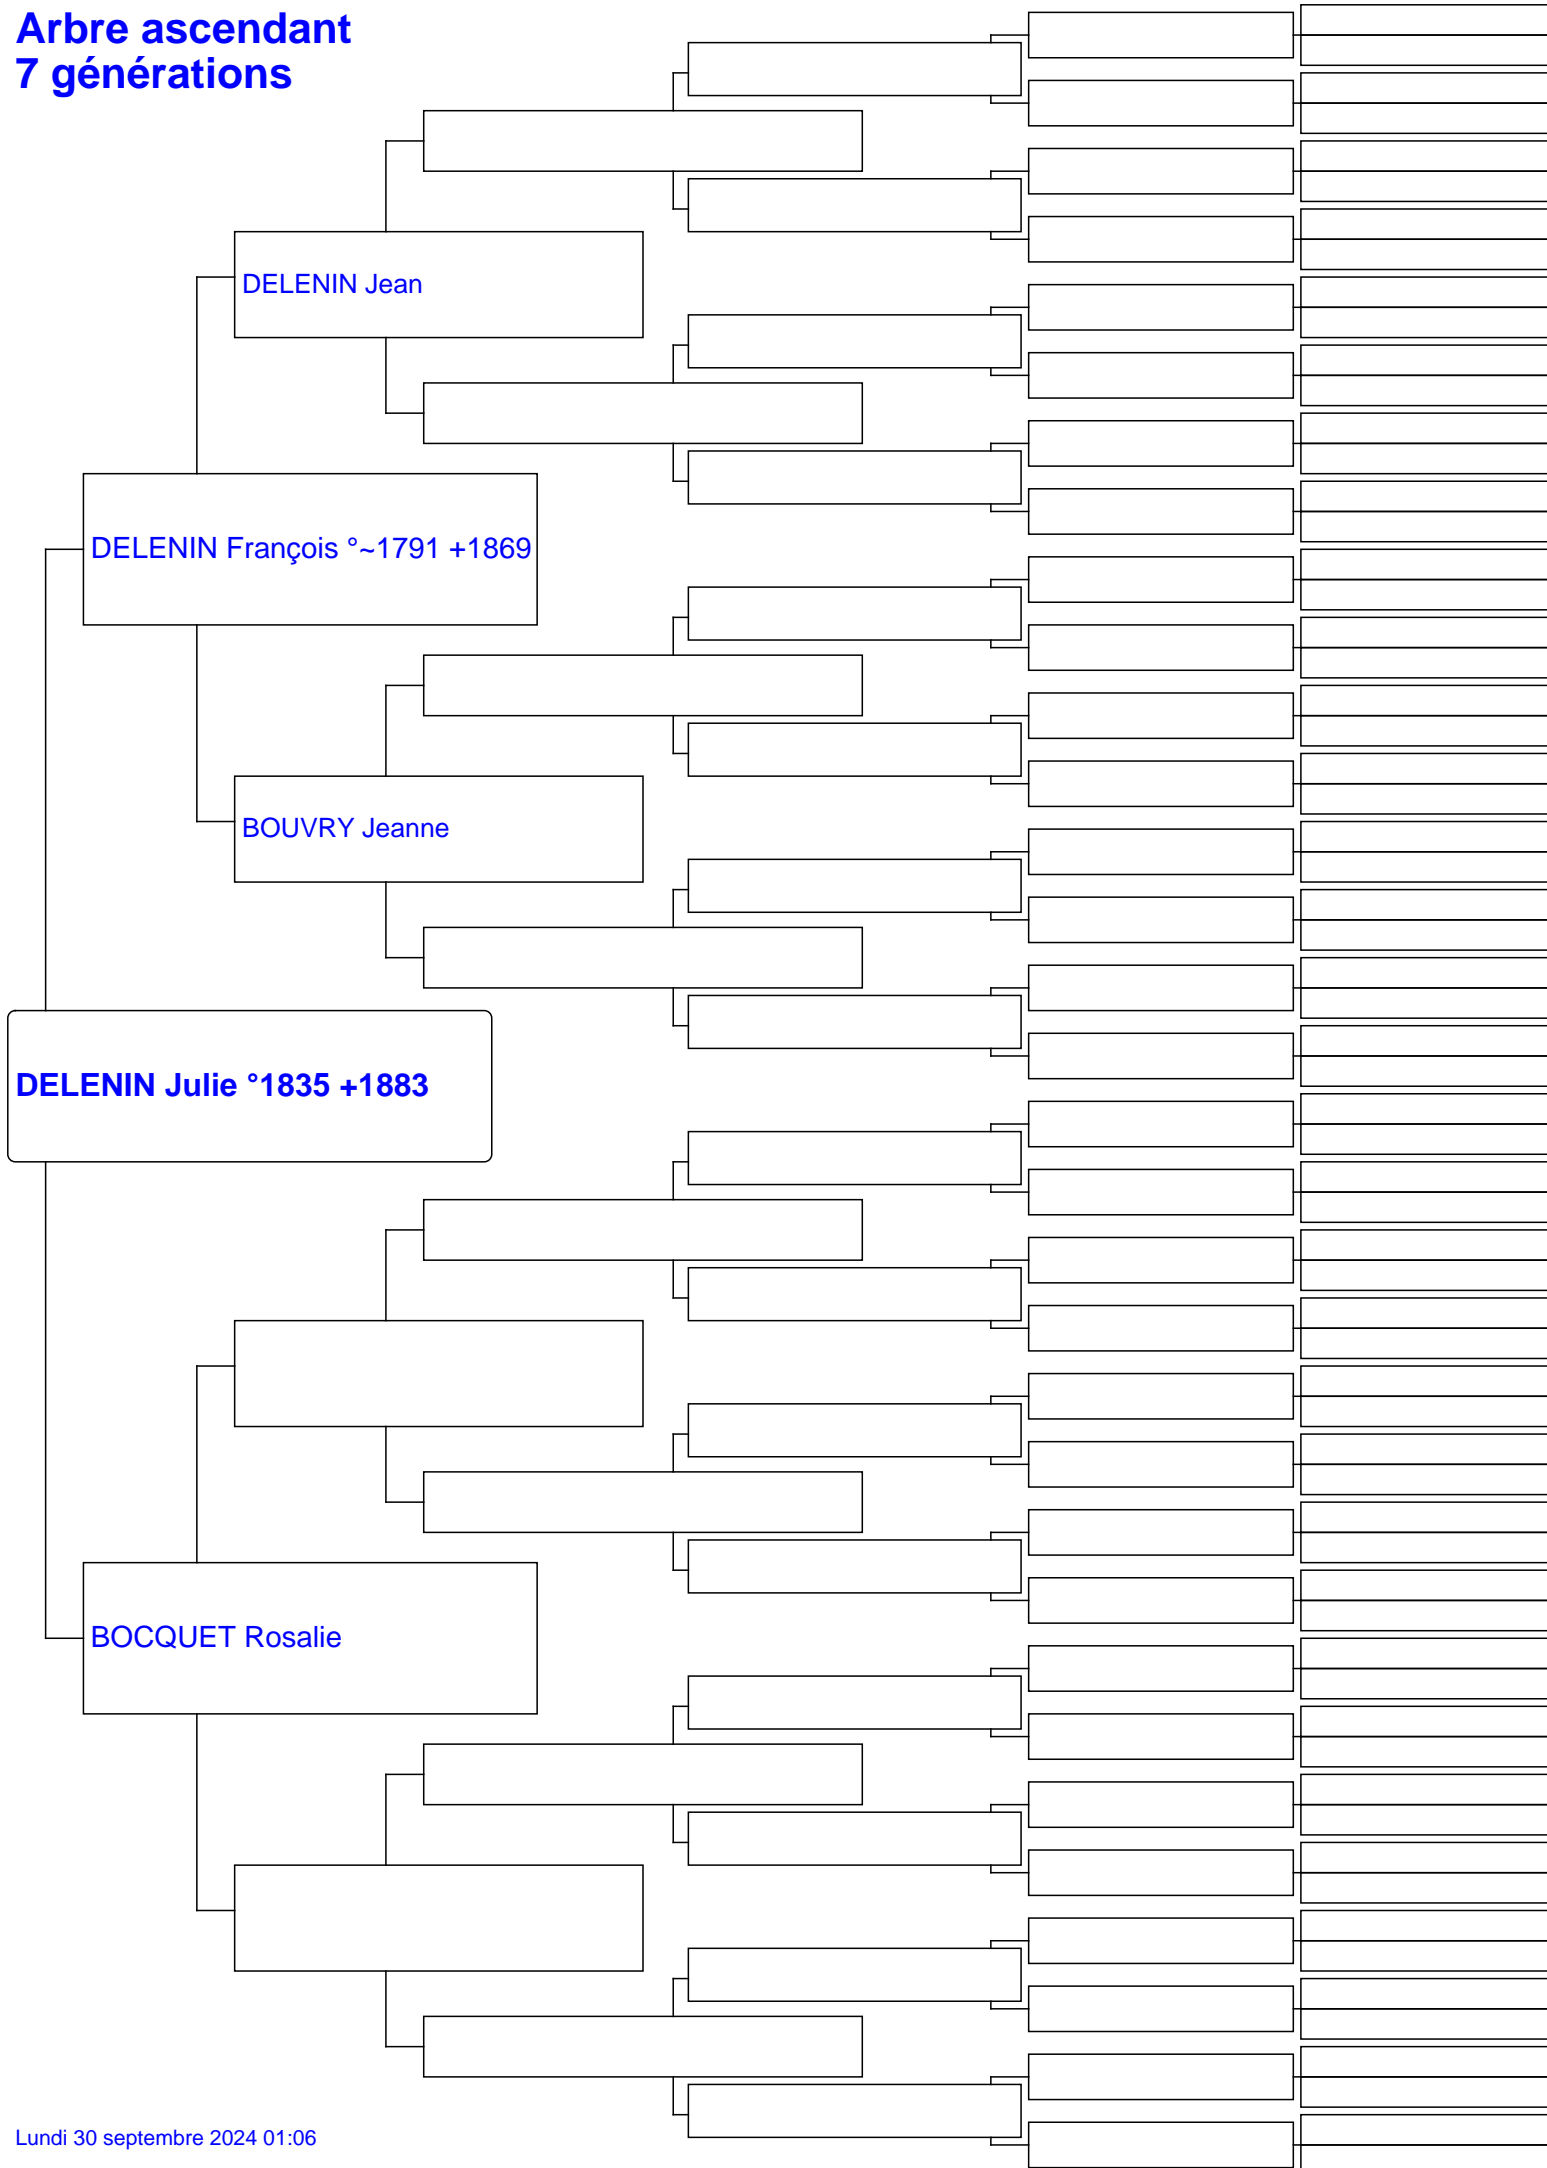 Arbre ascendant
7 générations
DELENIN Jean
DELENIN François °~1791 +1869
BOUVRY Jeanne
DELENIN Julie °1835 +1883
BOCQUET Rosalie
Lundi 30 septembre 2024 01:06